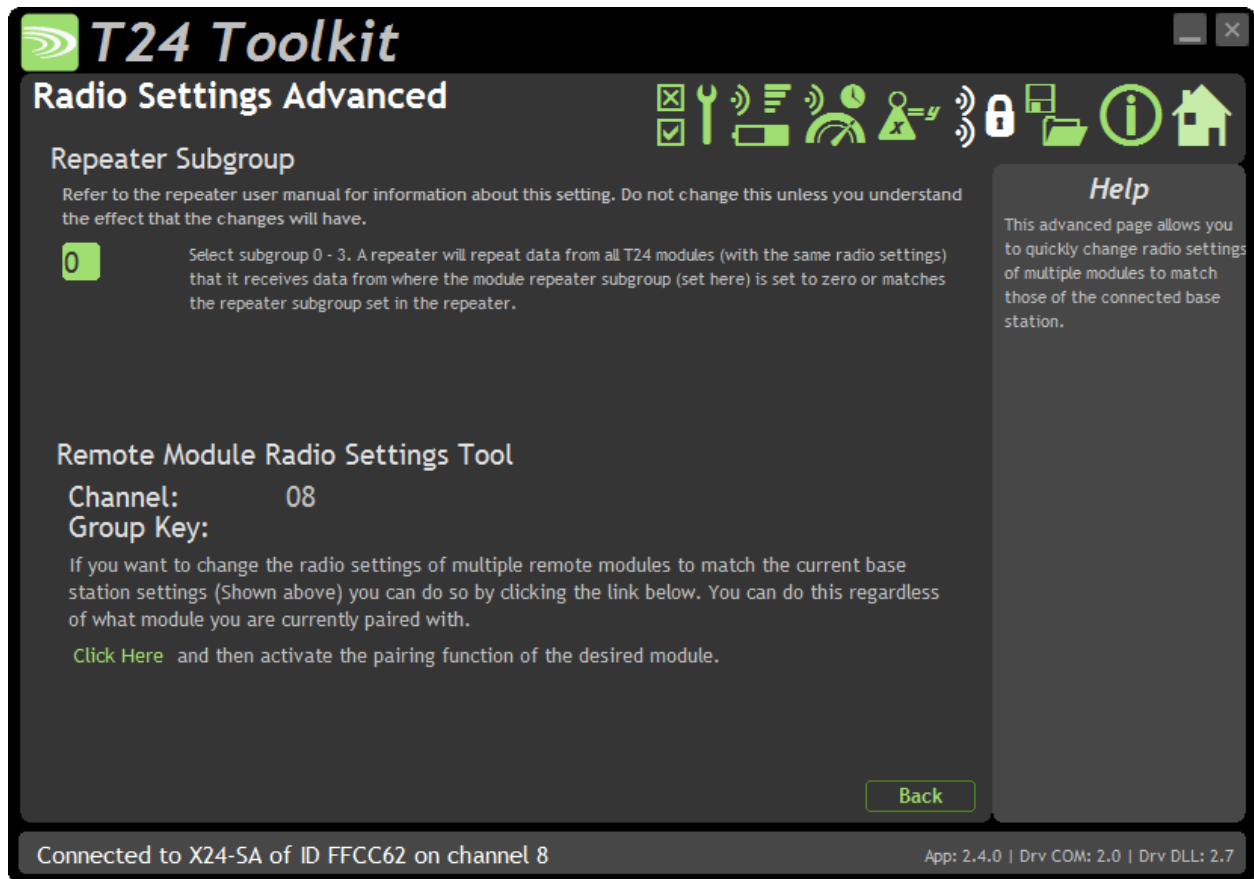 T24 Toolkit
Radio Settings Advanced
x=y
Repeater Subgroup
Refer to the repeater user manual for information about this setting. Do not change this unless you understand
the effect that the changes will have.
0
Select subgroup 0 - 3. A repeater will repeat data from all T24 modules (with the same radio settings)
that it receives data from where the module repeater subgroup (set here) is set to zero or matches
the repeater subgroup set in the repeater.
Remote Module Radio Settings Tool
Channel: 08
Group Key:
If you want to change the radio settings of multiple remote modules to match the current base
station settings (Shown above) you can do so by clicking the link below. You can do this regardless
of what module you are currently paired with.
Click Here and then activate the pairing function of the desired module.
Back
Help
This advanced page allows you
to quickly change radio settings
of multiple modules to match
those of the connected base
station.
Connected to X24-SA of ID FFCC62 on channel 8
App: 2.4.0 | Drv COM: 2.0 | Drv DLL: 2.7